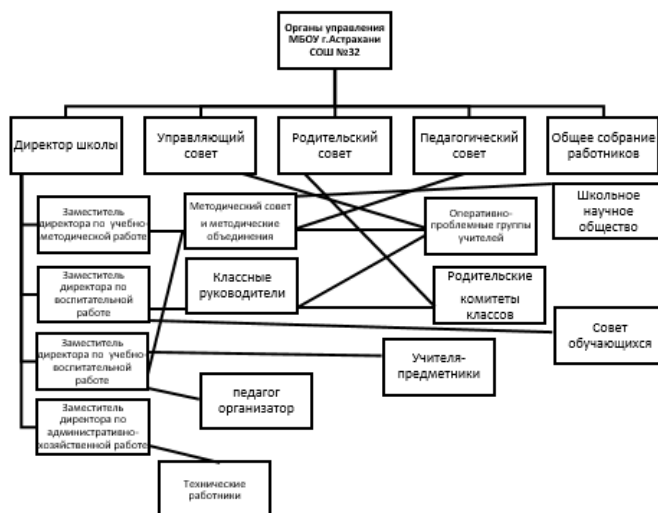 Органы управления
МБОУ г.Астрахани
СОШ №32
Директор школы
Управляющий
совет
Родительский
совет
Педагогический
совет
Общее собрание
работников
Заместитель
директора по учебно-
методической работе
Методический совет
и методические
объединения
Оперативно-
проблемные группы
учителей
Школьное
научное
общество
Заместитель
директора по
воспитательной
работе
Классные
руководители
Родительские
комитеты
классов
Совет
обучающихся
Заместитель
директора по учебно-
воспитательной
работе
Учителя-
предметники
педагог
организатор
Заместитель
директора по
административно-
хозяйственной работе
Технические
работники